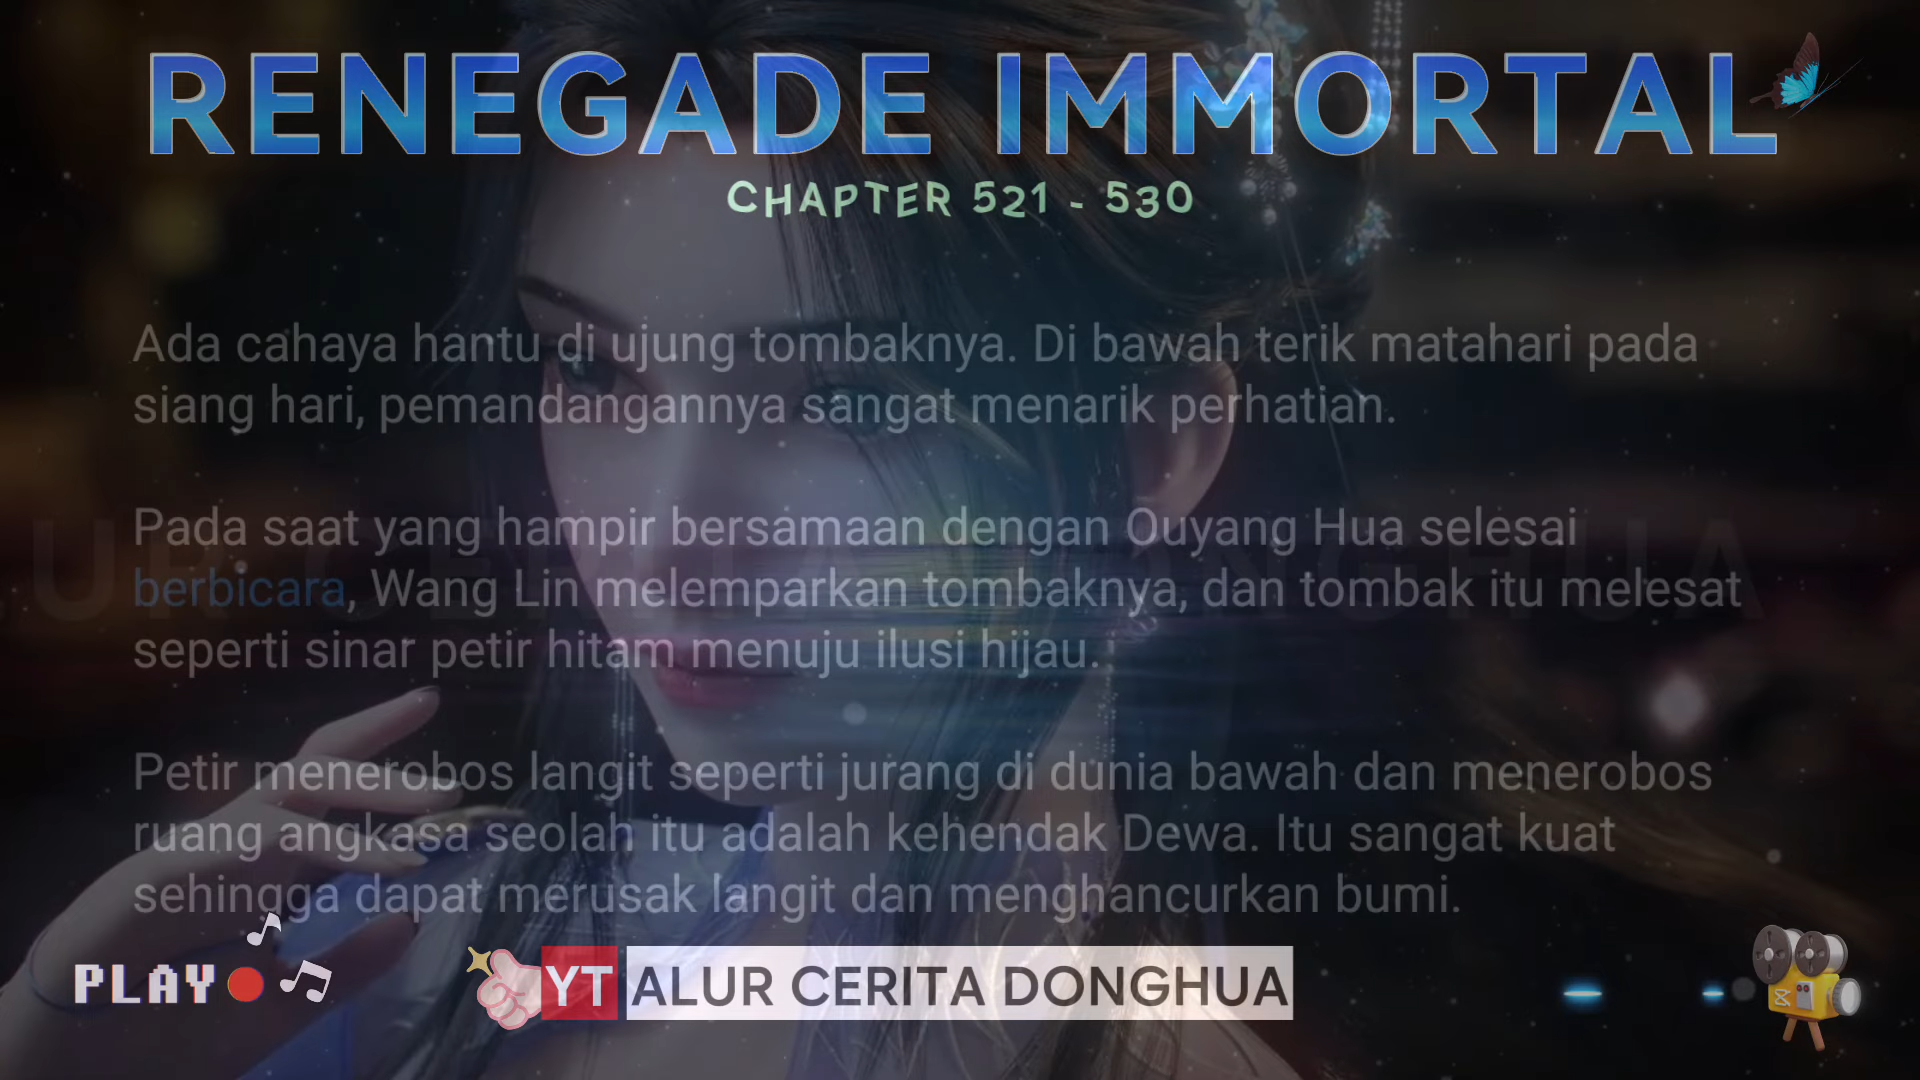 RENEGADE IMMORTAL
CHAPTER 521 - 530
Ada cahaya hantu di ujung tombaknya. Di bawah terik matahari pada
siang hari, pemandangannya sangat menarik perhatian.
Pada saat yang hampir bersamaan dengan Ouyang Hua selesai
berbicara, Wang Lin melemparkan tombaknya, dan tombak itu melesat
seperti sinar petir hitam menuju ilusi hijau.
Petir menerobos langit seperti jurang di dunia bawah dan menerobos
ruang angkasa seolah itu adalah kehendak Dewa. Itu sangat kuat
sehingga dapat merusak langit dan menghancurkan bumi.
PLAY
YT ALUR CERITA DONGHUA